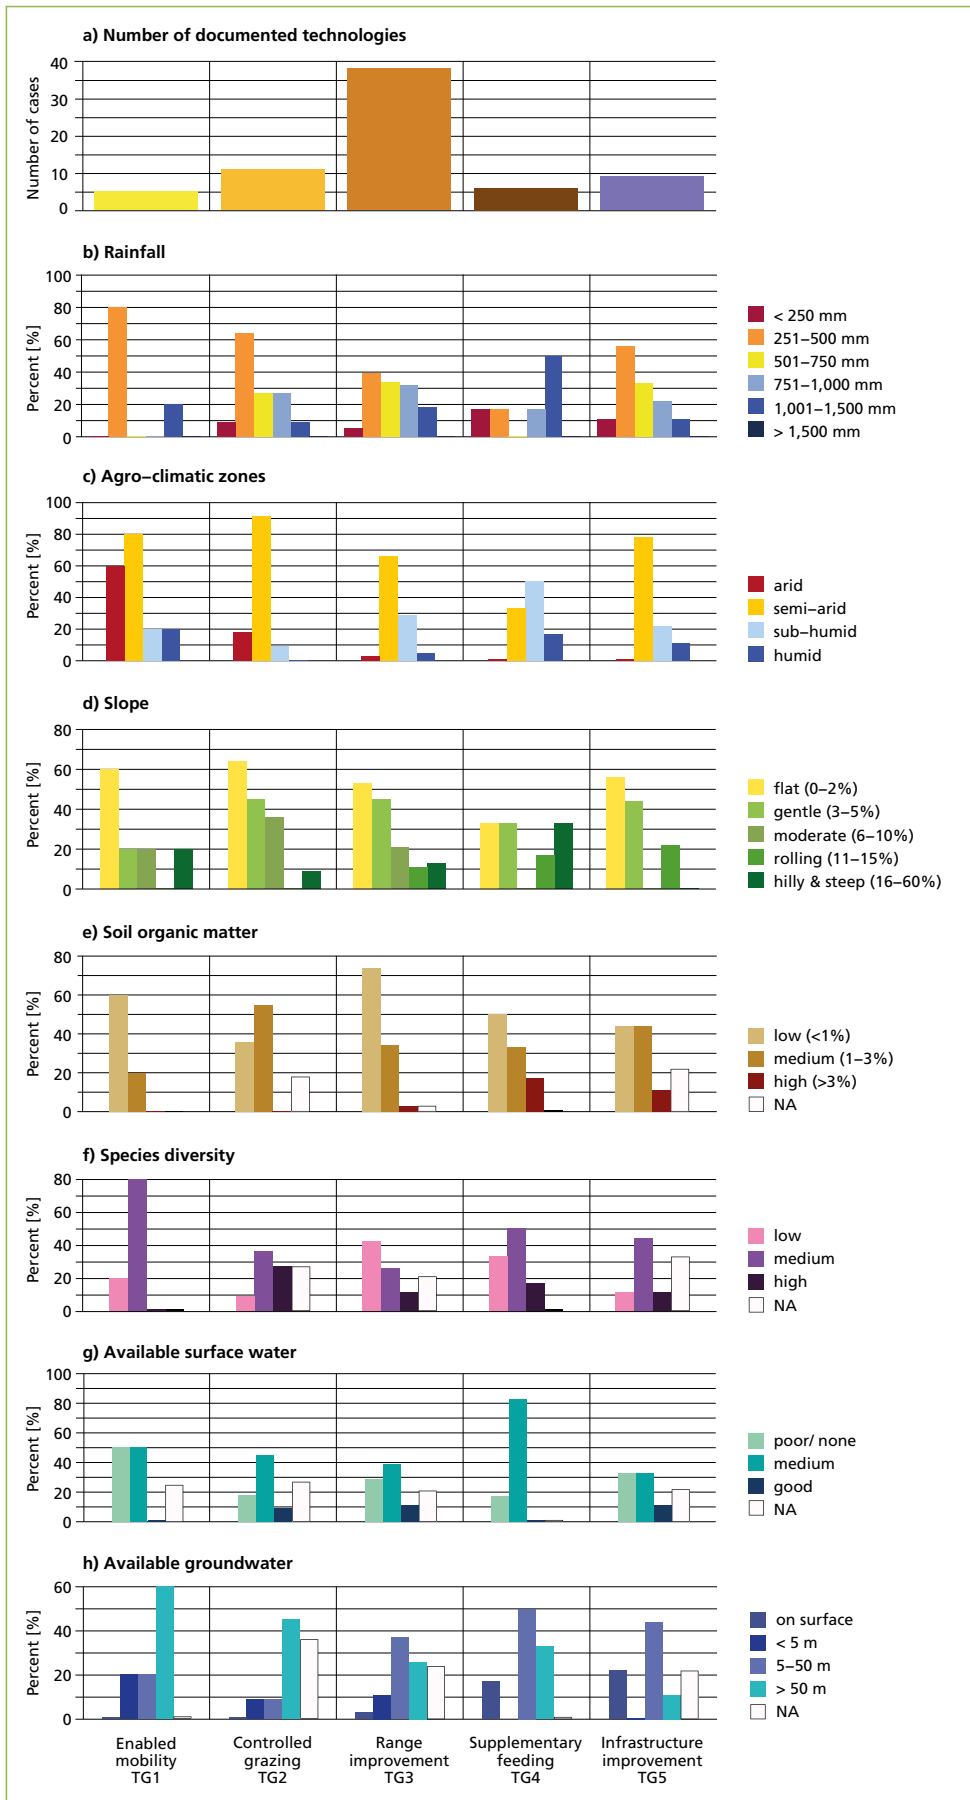 a) Number of documented technologies
Number of cases
40
30
20
10
0
b) Rainfall
Percent [%]
100
80
60
40
20
0
< 250 mm
251–500 mm
501–750 mm
751–1,000 mm
1,001–1,500 mm
> 1,500 mm
c) Agro–climatic zones
Percent [%]
100
80
60
40
20
0
arid
semi–arid
sub–humid
humid
d) Slope
Percent [%]
80
60
40
20
0
flat (0–2%)
gentle (3–5%)
moderate (6–10%)
rolling (11–15%)
hilly & steep (16–60%)
e) Soil organic matter
Percent [%]
80
60
40
20
0
low (<1%)
medium (1–3%)
high (>3%)
NA
f) Species diversity
Percent [%]
80
60
40
20
0
low
medium
high
NA
g) Available surface water
Percent [%]
100
80
60
40
20
0
poor/ none
medium
good
NA
h) Available groundwater
Percent [%]
60
40
20
0
on surface
< 5 m
5–50 m
> 50 m
NA
Enabled
mobility
TG1
Controlled
grazing
TG2
Range
improvement
TG3
Supplementary
feeding
TG4
Infrastructure
improvement
TG5